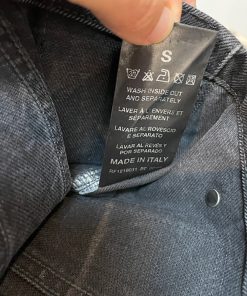 S
WASH INSIDE OUT
AND SEPARATELY
LAVER À L'ENVERS ET
SÉPARÉMENT
LAVARE AL ROVESCIO
E SEPARATAMENTE
LAVAR AL REVÉS Y
POR SEPARADO
MADE IN ITALY